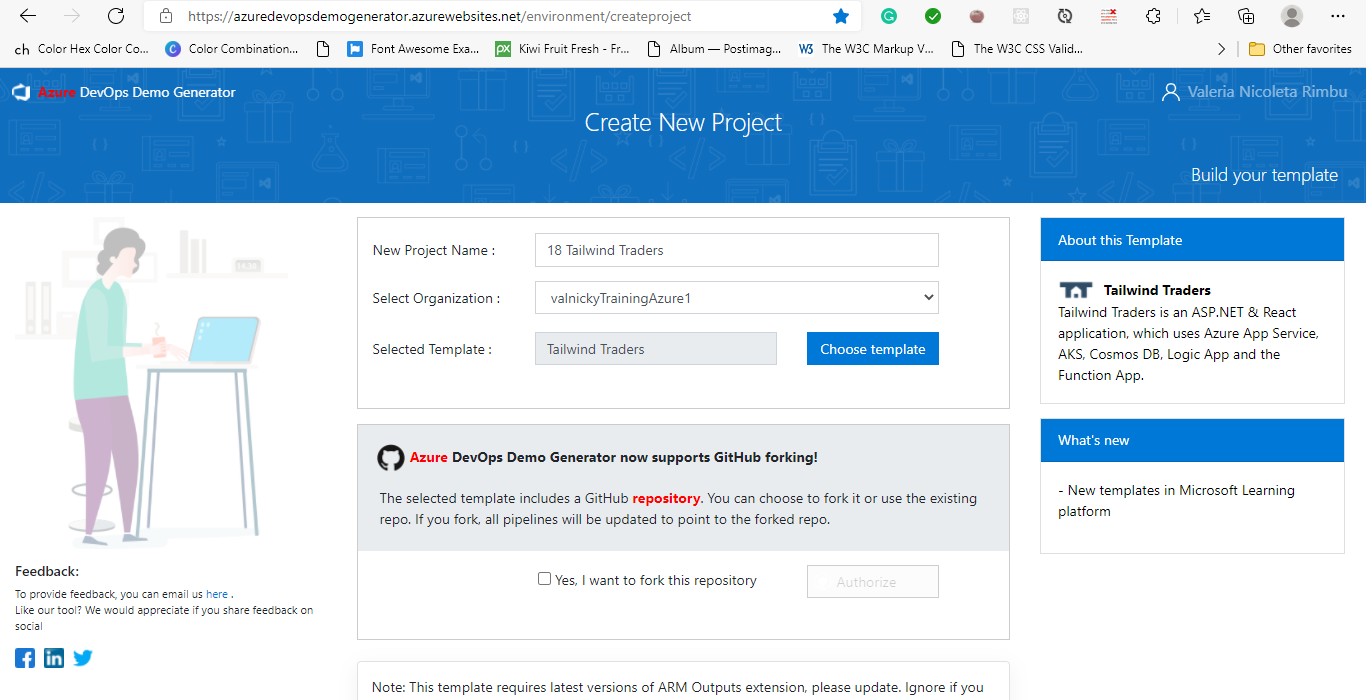 https://azuredevopsdemogenerator.azurewebsites.net/environment/createproject
ch Color Hex Color Co... C Color Combination... Font Awesome Exa... px Kiwi Fruit Fresh - Fr... Album — Postimag... W3 The W3C Markup V... The W3C CSS Valid... Other favorites
Azure DevOps Demo Generator
Valeria Nicoleta Rimbu
Create New Project
Build your template
New Project Name : 18 Tailwind Traders
Select Organization : valnickyTrainingAzure1
Selected Template : Tailwind Traders Choose template
Azure DevOps Demo Generator now supports GitHub forking!
The selected template includes a GitHub repository. You can choose to fork it or use the existing
repo. If you fork, all pipelines will be updated to point to the forked repo.
Yes, I want to fork this repository Authorize
Note: This template requires latest versions of ARM Outputs extension, please update. Ignore if you
About this Template
Tailwind Traders
Tailwind Traders is an ASP.NET & React
application, which uses Azure App Service,
AKS, Cosmos DB, Logic App and the
Function App.
What's new
- New templates in Microsoft Learning
platform
Feedback:
To provide feedback, you can email us here .
Like our tool? We would appreciate if you share feedback on
social